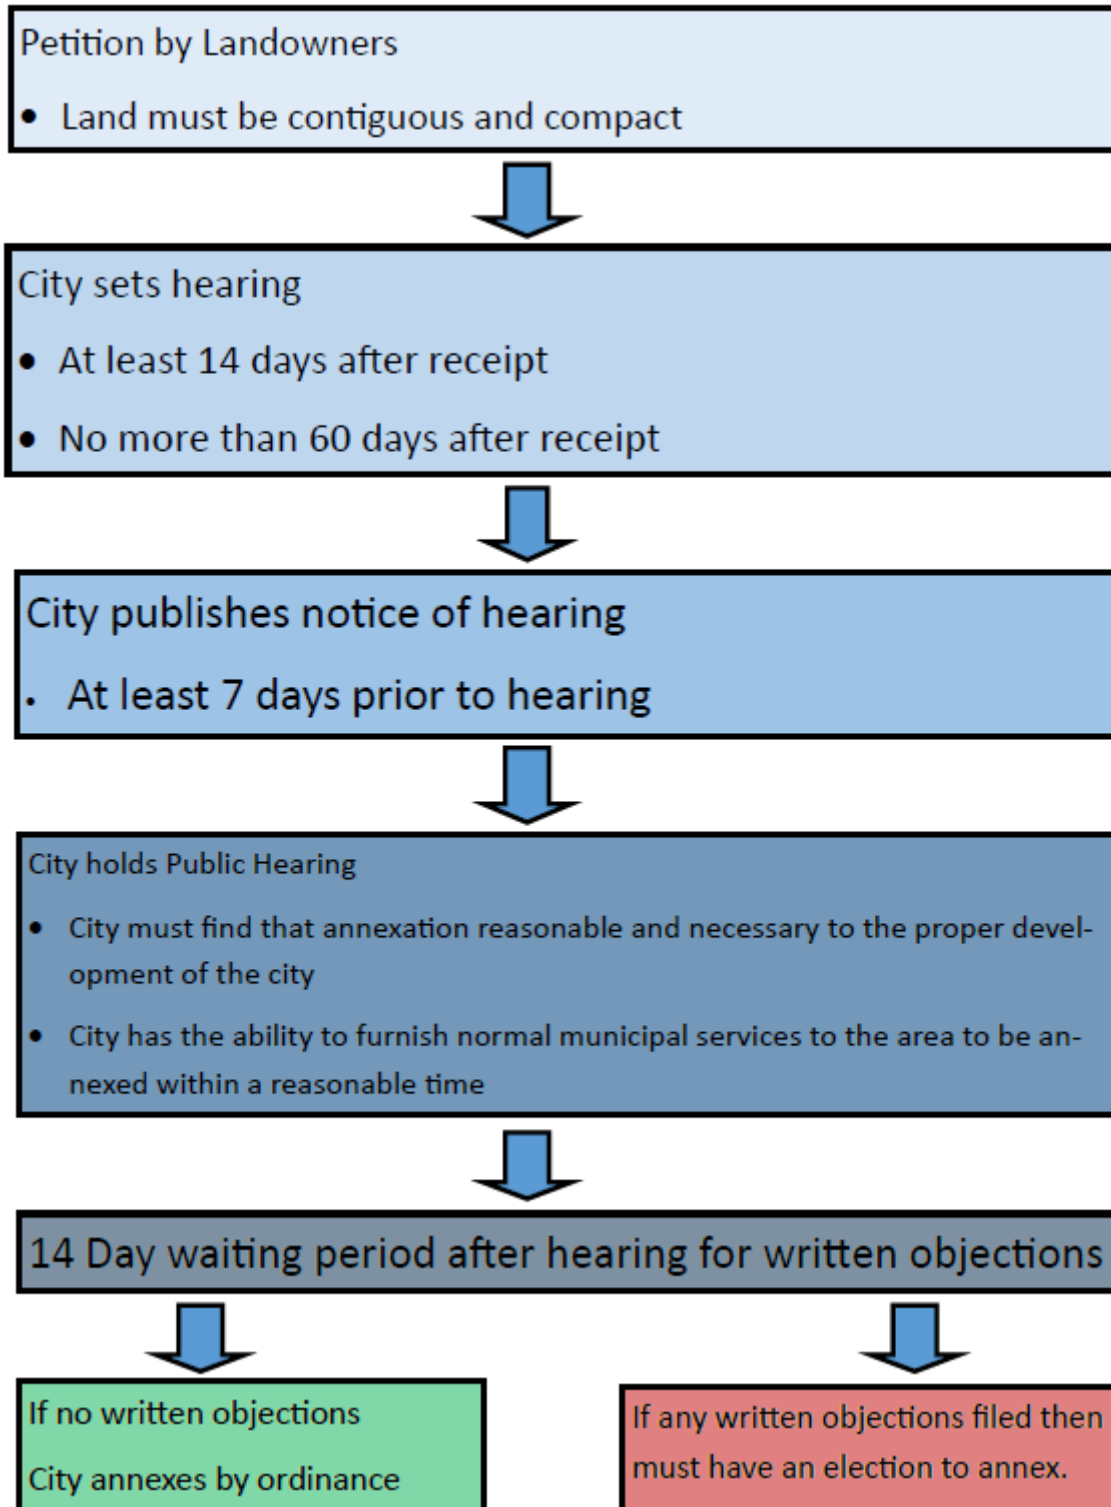 Petition by Landowners
• Land must be contiguous and compact
City sets hearing
• At least 14 days after receipt
• No more than 60 days after receipt
City publishes notice of hearing
• At least 7 days prior to hearing
City holds Public Hearing
• City must find that annexation reasonable and necessary to the proper devel-
opment of the city
• City has the ability to furnish normal municipal services to the area to be an-
nexed within a reasonable time
14 Day waiting period after hearing for written objections
If no written objections
City annexes by ordinance
If any written objections filed then
must have an election to annex.